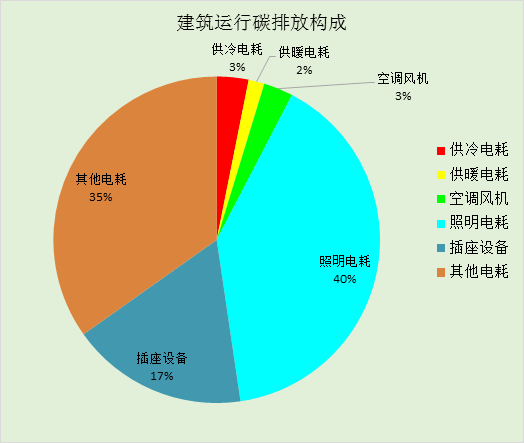 建筑运行碳排放构成
供冷电耗
3%
供暖电耗
2%
空调风机
3%
其他电耗
35%
照明电耗
40%
插座设备
17%
供冷电耗
供暖电耗
空调风机
照明电耗
插座设备
其他电耗